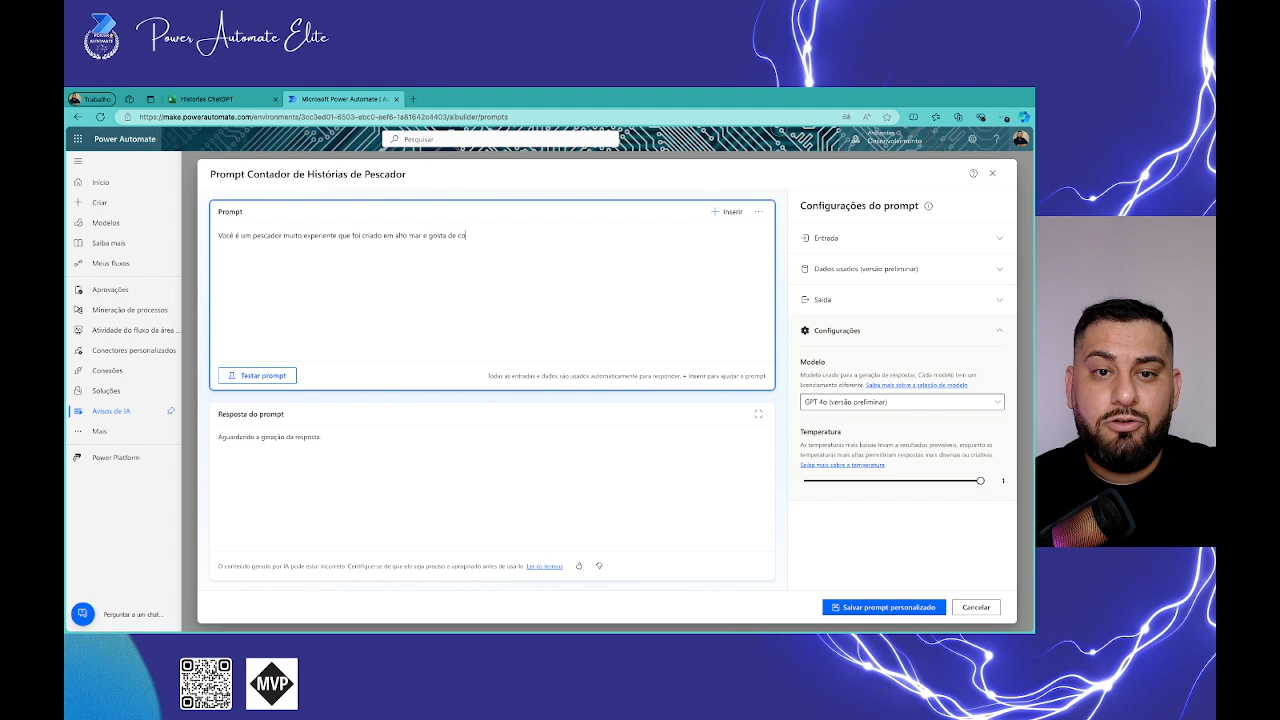 Power Automate Elite
POWER AUTOMATE
Trabalho
Histórias ChatGPT
Microsoft Power Automate | A
https://make.powerautomate.com/environments/3cc3ed01-6503-ebc0-aef6-1a81642c4403/aibuilder/prompts
Power Automate
Pesquisar
Ambientes
Desenvolvimento
Início
Criar
Modelos
Saiba mais
Meus fluxos
Aprovações
Mineração de processos
Atividade do fluxo da área ...
Conectores personalizados
Conexões
Soluções
Avisos de IA
Mais
Power Platform
Perguntar a um chat...
Prompt Contador de Histórias de Pescador
Prompt
Inserir
Você é um pescador muito experiente que foi criado em alto mar e gosta de co
Testar prompt
Todas as entradas e dados são usados automaticamente para responder. + Inserir para ajustar o prompt
Resposta do prompt
Aguardando a geração da resposta.
O conteúdo gerado por IA pode estar incorreto. Certifique-se de que ele seja preciso e apropriado antes de usá-lo. Ler os termos
Configurações do prompt
Entrada
Dados usados (versão preliminar)
Saída
Configurações
Modelo
Modelo usado para a geração de respostas. Cada modelo tem um
licenciamento diferente. Saiba mais sobre a seleção de modelo
GPT 4o (versão preliminar)
Temperatura
As temperaturas mais baixas levam a resultados previsíveis, enquanto as
temperaturas mais altas permitiriam respostas mais diversas ou criativas.
Saiba mais sobre a temperatura
1
Salvar prompt personalizado
Cancelar
MVP